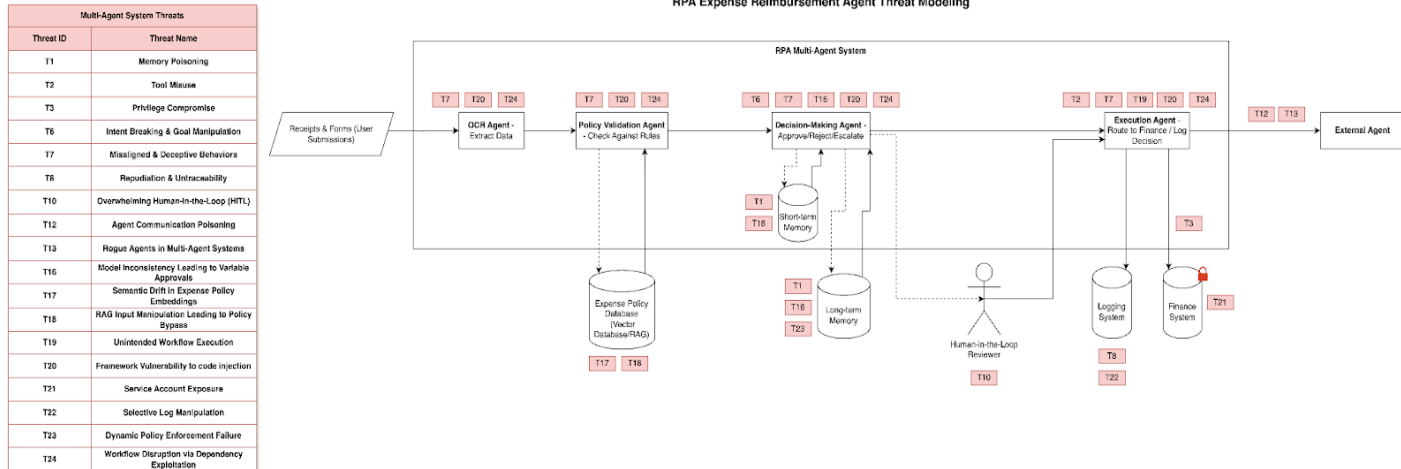 RPA Expense Reimbursement Agent Threat Modeling
Multi-Agent System Threats
Threat ID Threat Name
T1 Memory Poisoning
T2 Tool Misuse
T3 Privilege Compromise
T6 Intent Breaking & Goal Manipulation
T7 Misaligned & Deceptive Behaviors
T8 Repudiation & Untraceability
T10 Overwhelming Human-in-the-Loop (HITL)
T12 Agent Communication Poisoning
T13 Rogue Agents in Multi-Agent Systems
T16 Model Inconsistency Leading to Variable
Approvals
T17 Semantic Drift in Expense Policy
Embeddings
T18 RAG Input Manipulation Leading to Policy
Bypass
T19 Unintended Workflow Execution
T20 Framework Vulnerability to code injection
T21 Service Account Exposure
T22 Selective Log Manipulation
T23 Dynamic Policy Enforcement Failure
T24 Workflow Disruption via Dependency
Exploitation
RPA Multi-Agent System
Receipts & Forms (User
Submissions)
T7 T20 T24
OCR Agent -
Extract Data
T7 T20 T24
Policy Validation Agent
- Check Against Rules
T6 T7 T16 T20 T24
Decision-Making Agent -
Approve/Reject/Escalate
T2 T7 T19 T20 T24
Execution Agent -
Route to Finance / Log
Decision
T12 T13
External Agent
T1
T16
Short-term
Memory
T3
Expense Policy
Database
(Vector
Database/RAG)
T17 T18
T1
T16
T23
Long-term
Memory
Human-in-the-Loop
Reviewer
T10
Logging
System
T8
T22
Finance
System
T21